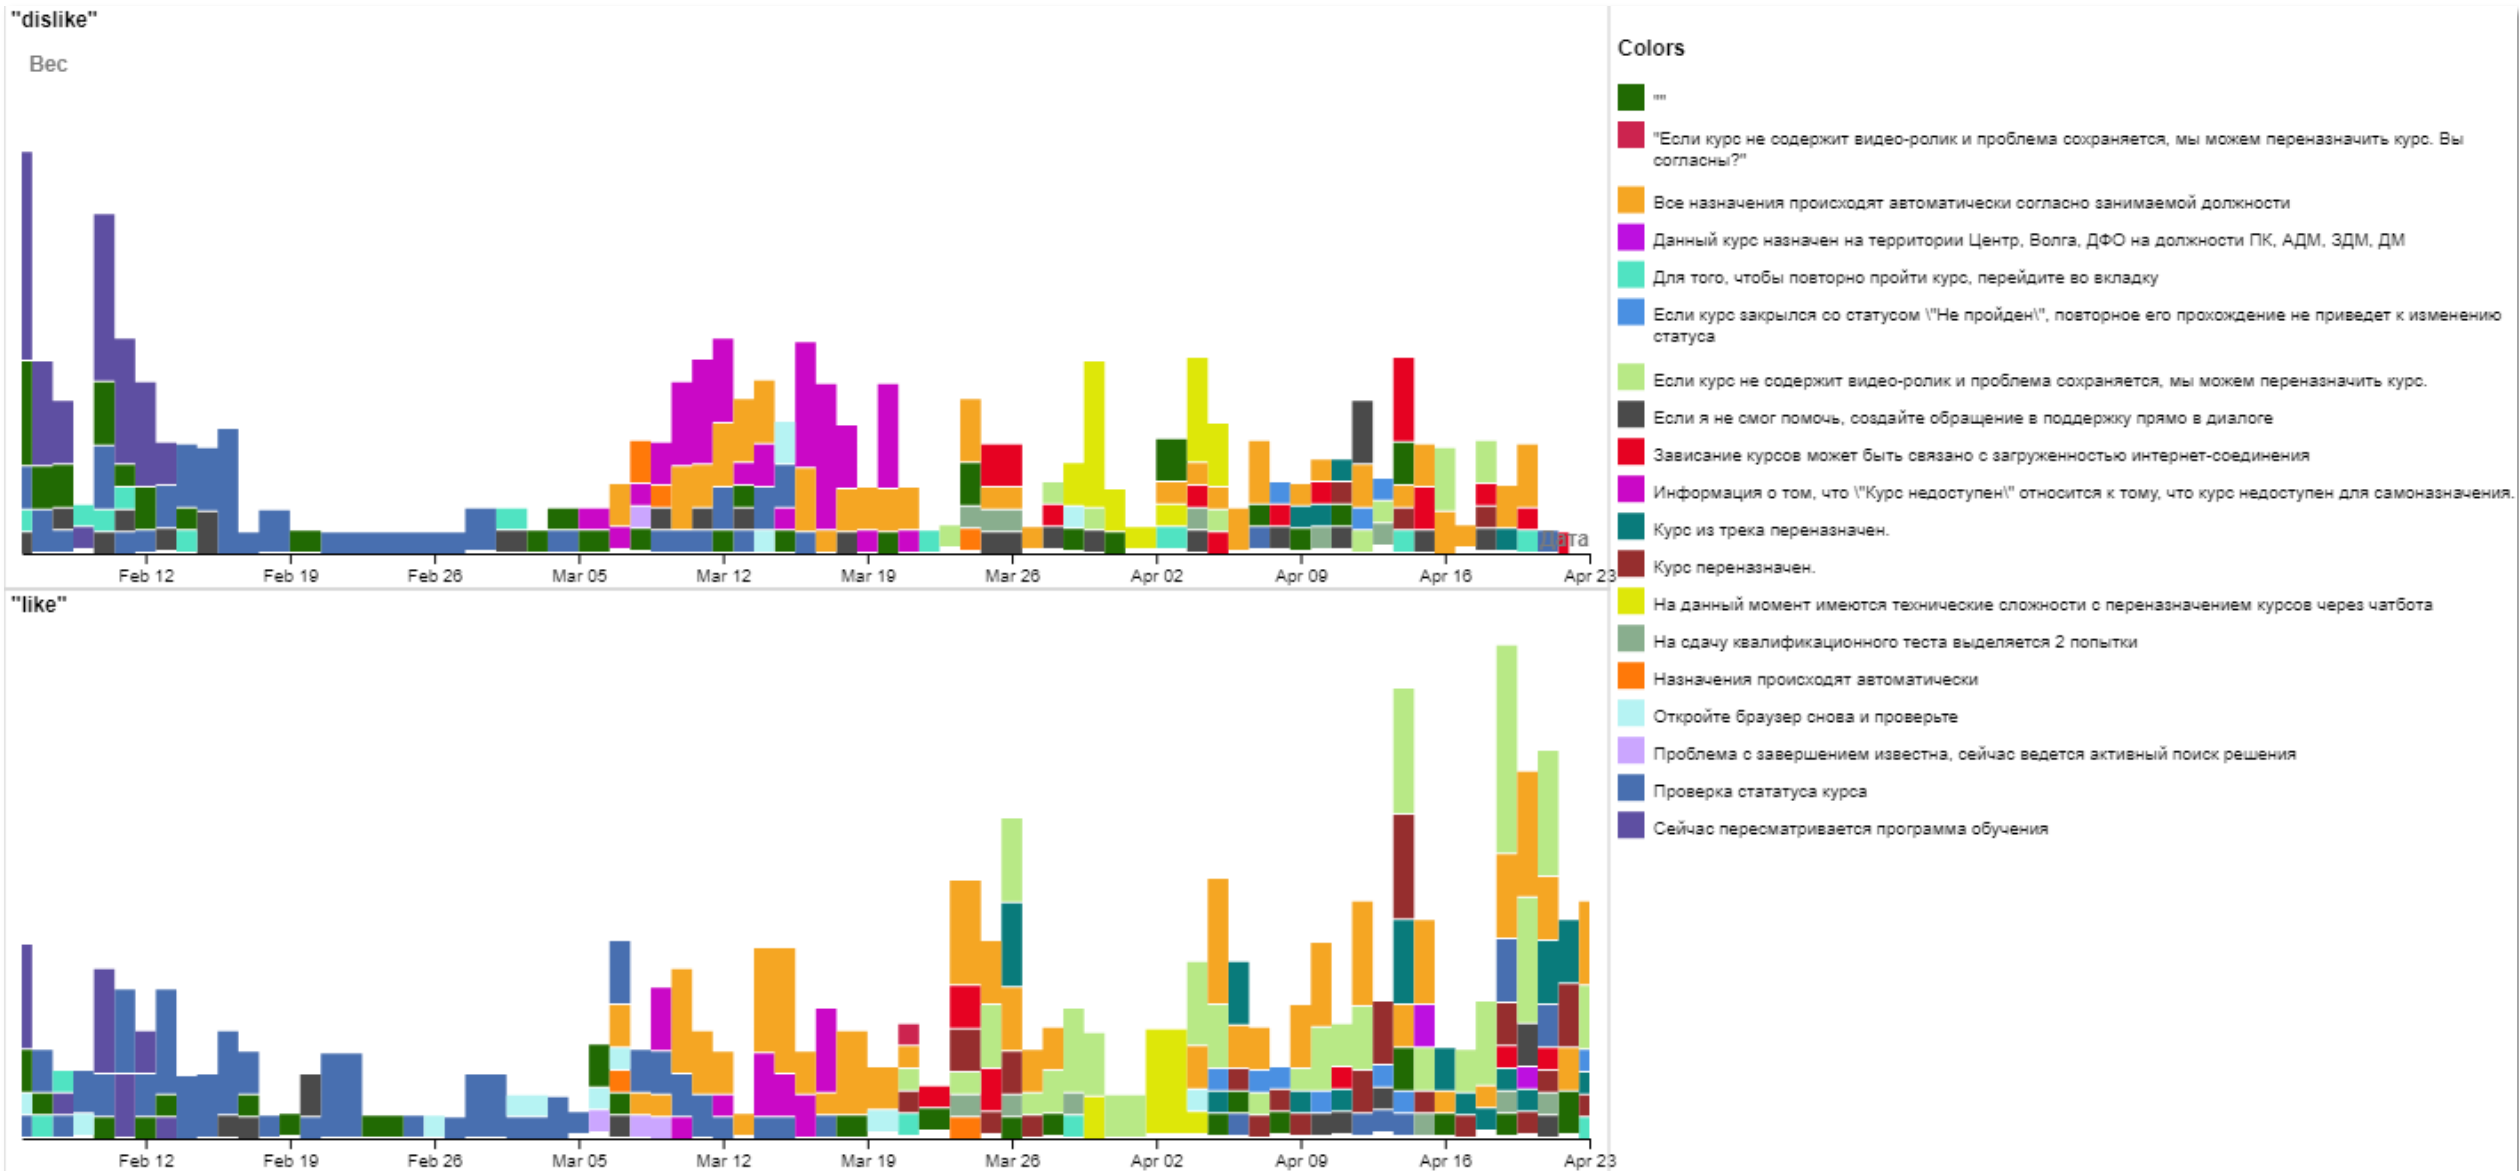 "dislike"
Вес
Дата
Feb 12 Feb 19 Feb 26 Mar 05 Mar 12 Mar 19 Mar 26 Apr 02 Apr 09 Apr 16 Apr 23
"like"
Feb 12 Feb 19 Feb 26 Mar 05 Mar 12 Mar 19 Mar 26 Apr 02 Apr 09 Apr 16 Apr 23
Colors
""
"Если курс не содержит видео-ролик и проблема сохраняется, мы можем переназначить курс. Вы
согласны?"
Все назначения происходят автоматически согласно занимаемой должности
Данный курс назначен на территории Центр, Волга, ДФО на должности ПК, АДМ, ЗДМ, ДМ
Для того, чтобы повторно пройти курс, перейдите во вкладку
Если курс закрылся со статусом \"Не пройден\", повторное его прохождение не приведет к изменению
статуса
Если курс не содержит видео-ролик и проблема сохраняется, мы можем переназначить курс.
Если я не смог помочь, создайте обращение в поддержку прямо в диалоге
Зависание курсов может быть связано с загруженностью интернет-соединения
Информация о том, что \"Курс недоступен\" относится к тому, что курс недоступен для самоназначения.
Курс из трека переназначен.
Курс переназначен.
На данный момент имеются технические сложности с переназначением курсов через чатбота
На сдачу квалификационного теста выделяется 2 попытки
Назначения происходят автоматически
Откройте браузер снова и проверьте
Проблема с завершением известна, сейчас ведется активный поиск решения
Проверка стататуса курса
Сейчас пересматривается программа обучения